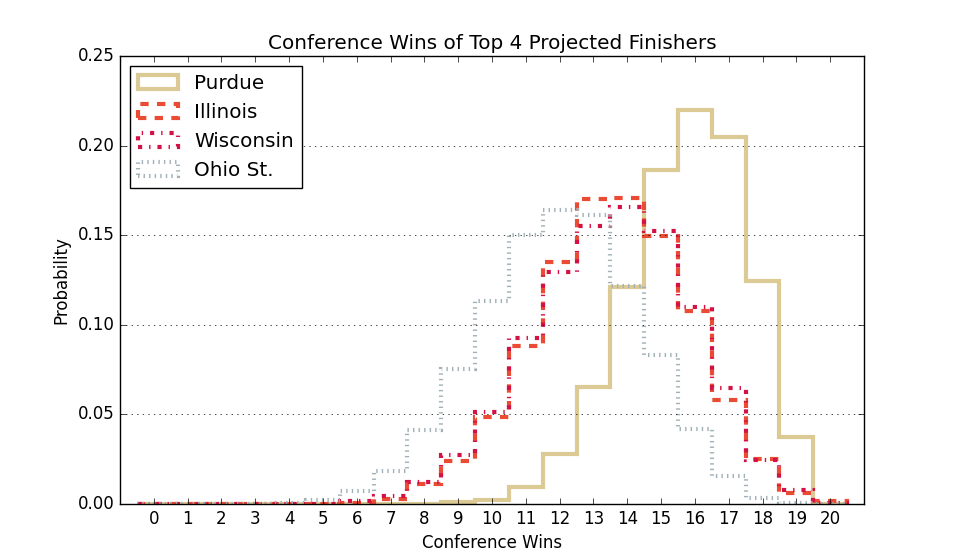 Conference Wins of Top 4 Projected Finishers
0.25
0.20
0.15
0.10
0.05
0.00
Probability
Purdue
Illinois
Wisconsin
Ohio St.
0 1 2 3 4 5 6 7 8 9 10 11 12 13 14 15 16 17 18 19 20
Conference Wins